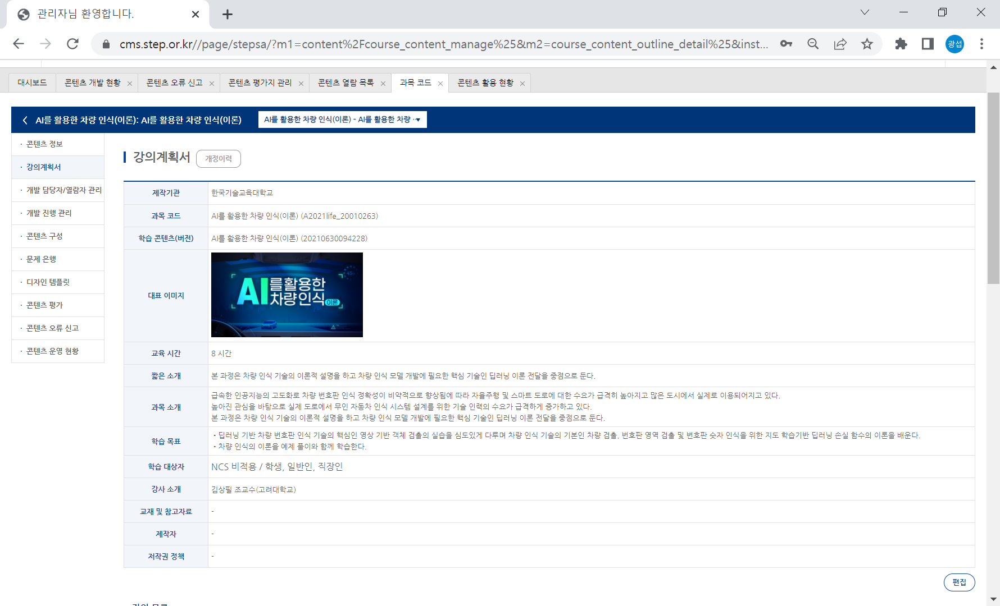 관리자님 환영합니다.
cms.step.or.kr//page/stepsa/?m1=content%2Fcourse_content_manage%25&m2=course_content_outline_detail%25&inst...
광섭
대시보드
콘텐츠 개발 현황
콘텐츠 오류 신고
콘텐츠 평가지 관리
콘텐츠 열람 목록
과목 코드
콘텐츠 활용 현황
AI를 활용한 차량 인식(이론): AI를 활용한 차량 인식(이론)
AI를 활용한 차량 인식(이론) - AI를 활용한 차량 ··
· 콘텐츠 정보
· 강의계획서
· 개발 담당자/열람자 관리
· 개발 진행 관리
· 콘텐츠 구성
· 문제 은행
· 디자인 템플릿
· 콘텐츠 평가
· 콘텐츠 오류 신고
· 콘텐츠 운영 현황
강의계획서
개정이력
제작기관
한국기술교육대학교
과목 코드
AI를 활용한 차량 인식(이론) (A2021life_20010263)
학습 콘텐츠(버전)
AI를 활용한 차량 인식(이론) (20210630094228)
대표 이미지
AI를활용한
차량인식 이론
교육 시간
8 시간
짧은 소개
본 과정은 차량 인식 기술의 이론적 설명을 하고 차량 인식 모델 개발에 필요한 핵심 기술인 딥러닝 이론 전달을 중점으로 둔다.
과목 소개
급속한 인공지능의 고도화로 차량 번호판 인식 정확성이 비약적으로 향상됨에 따라 자율주행 및 스마트 도로에 대한 수요가 급격히 높아지고 많은 도시에서 실제로 이용되어지고 있다.
높아진 관심을 바탕으로 실제 도로에서 무인 자동차 인식 시스템 설계를 위한 기술 인력의 수요가 급격하게 증가하고 있다.
본 과정은 차량 인식 기술의 이론적 설명을 하고 차량 인식 모델 개발에 필요한 핵심 기술인 딥러닝 이론 전달을 중점으로 둔다.
학습 목표
・딥러닝 기반 차량 번호판 인식 기술의 핵심인 영상 기반 객체 검출의 실습을 심도있게 다루며 차량 인식 기술의 기본인 차량 검출, 번호판 영역 검출 및 번호판 숫자 인식을 위한 지도 학습기반 딥러닝 손실 함수의 이론을 배운다.
・차량 인식의 이론을 예제 풀이와 함께 학습한다.
학습 대상자
NCS 비적용 / 학생, 일반인, 직장인
강사 소개
김상필 조교수(고려대학교)
교재 및 참고자료
-
제작자
-
저작권 정책
-
편집